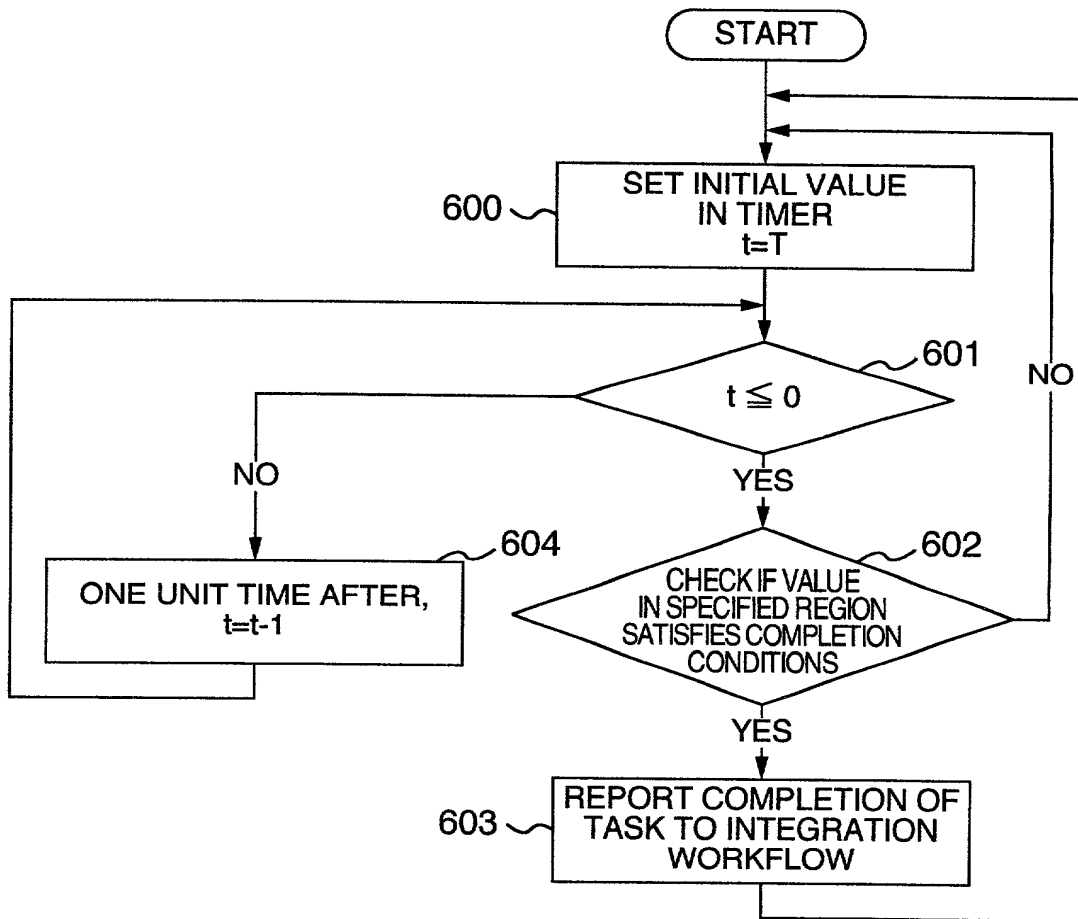 START
SET INITIAL VALUE
IN TIMER
t=T
600
601
t ≦ 0
NO
NO
YES
604
ONE UNIT TIME AFTER,
t=t-1
602
CHECK IF VALUE
IN SPECIFIED REGION
SATISFIES COMPLETION
CONDITIONS
YES
603
REPORT COMPLETION OF
TASK TO INTEGRATION
WORKFLOW